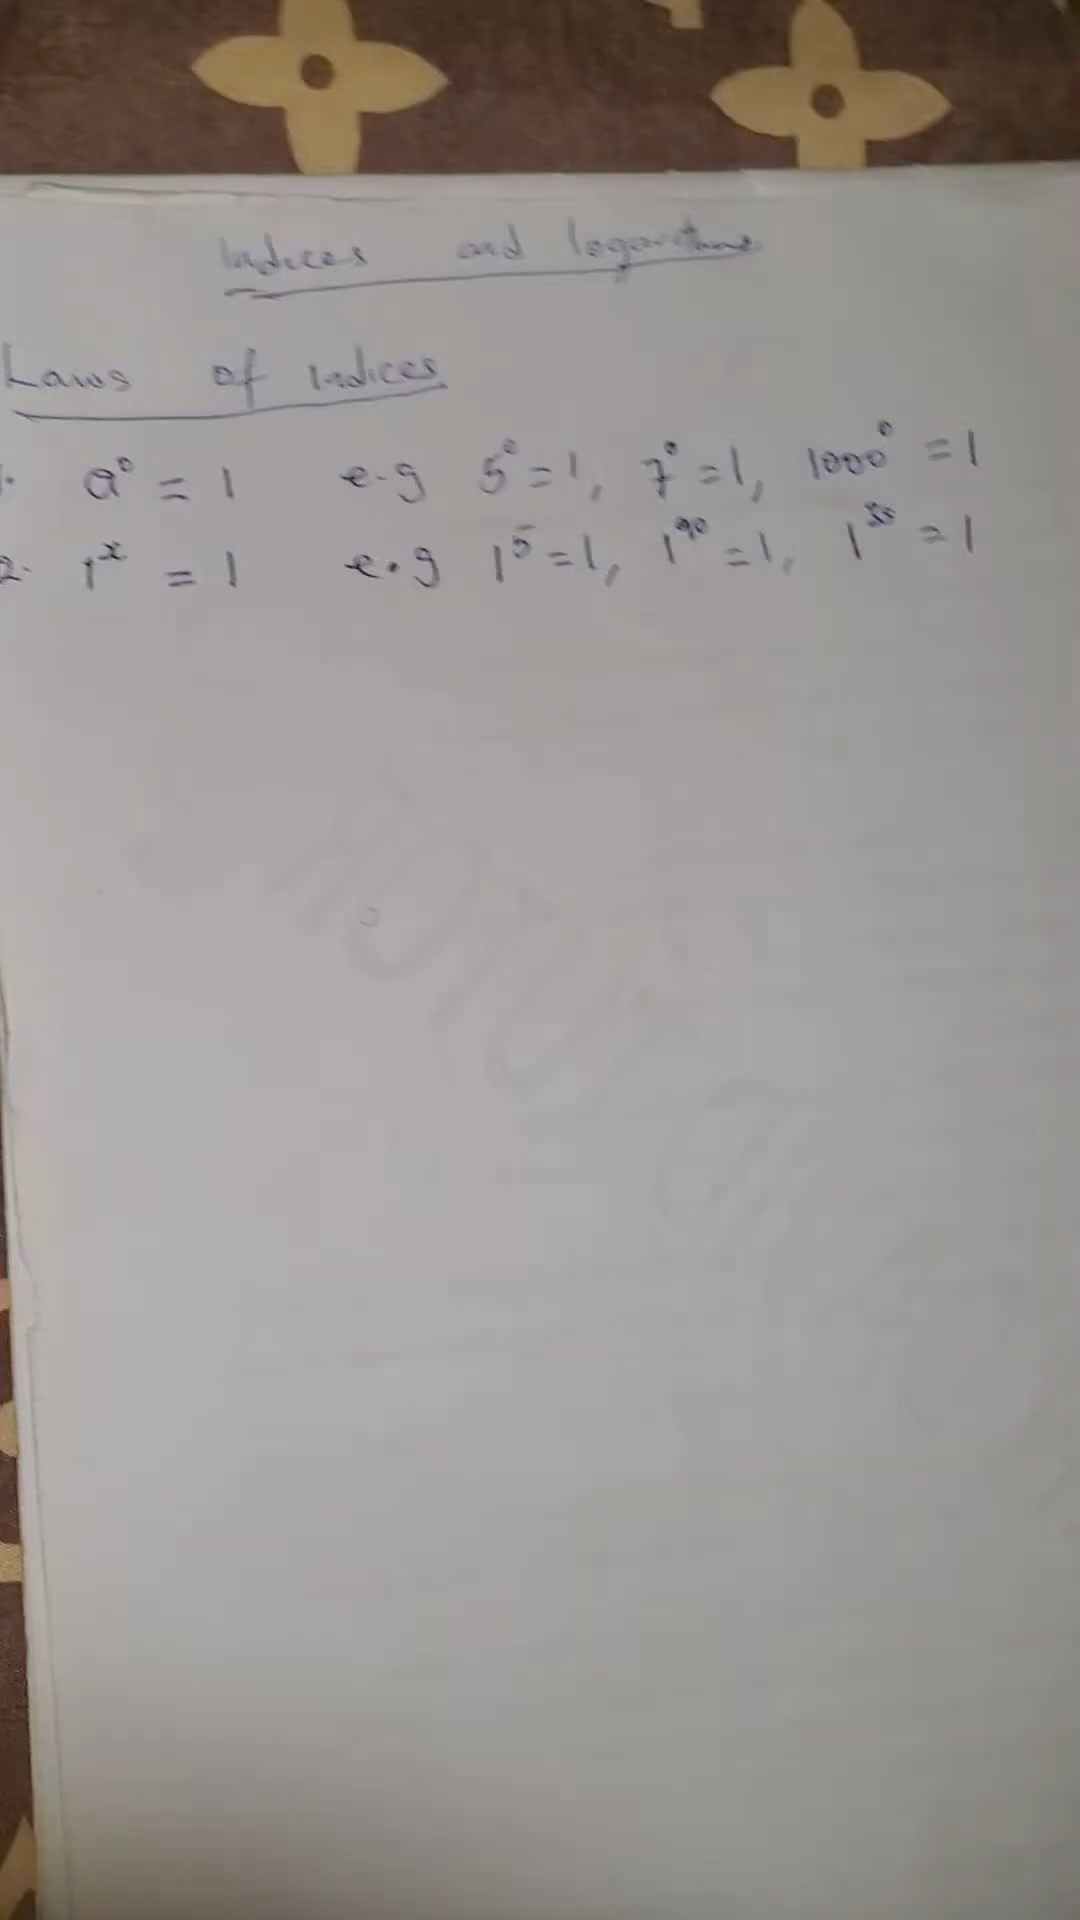 Indices and logarithms
Laws of Indices
1. a⁰ = 1 e.g 5⁰ = 1, 7⁰ = 1, 1000⁰ = 1
2. 1ˣ = 1 e.g 1⁵ = 1, 1⁹⁰ = 1, 1 = 1